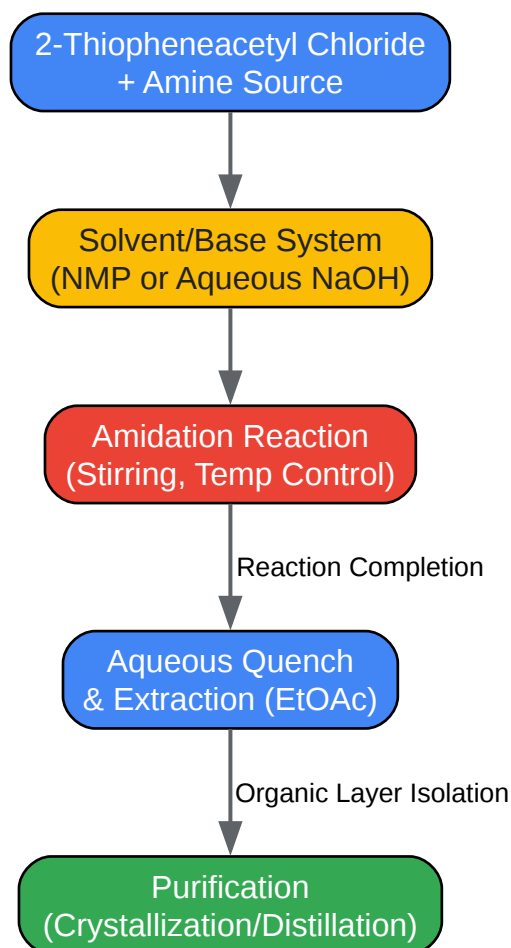 2-Thiopheneacetyl Chloride
+ Amine Source
Solvent/Base System
(NMP or Aqueous NaOH)
Amidation Reaction
(Stirring, Temp Control)
Reaction Completion
Aqueous Quench
& Extraction (EtOAc)
Organic Layer Isolation
Purification
(Crystallization/Distillation)